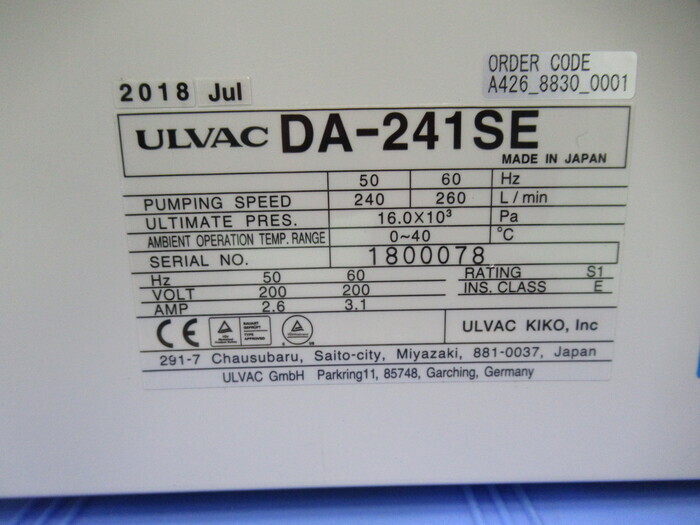 2018 Jul
ORDER CODE
A426_8830_0001
ULVAC DA-241SE
MADE IN JAPAN
50 60 Hz
PUMPING SPEED 240 260 L/min
ULTIMATE PRES. 16.0X10³ Pa
AMBIENT OPERATION TEMP. RANGE 0~40 °C
SERIAL NO. 1800078
Hz 50 60 RATING S1
VOLT 200 200 INS. CLASS E
AMP 2.6 3.1
CE
ULVAC KIKO, Inc
291-7 Chausubaru, Saito-city, Miyazaki, 881-0037, Japan
ULVAC GmbH Parkring11, 85748, Garching, Germany